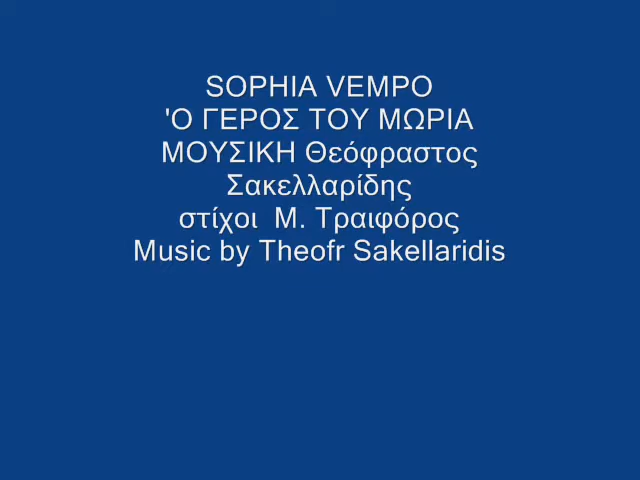 SOPHIA VEMPO
'Ο ΓΕΡΟΣ ΤΟΥ ΜΩΡΙΑ
ΜΟΥΣΙΚΗ Θεόφραστος
Σακελλαρίδης
στίχοι  Μ. Τραιφόρος
Music by Theofr Sakellaridis